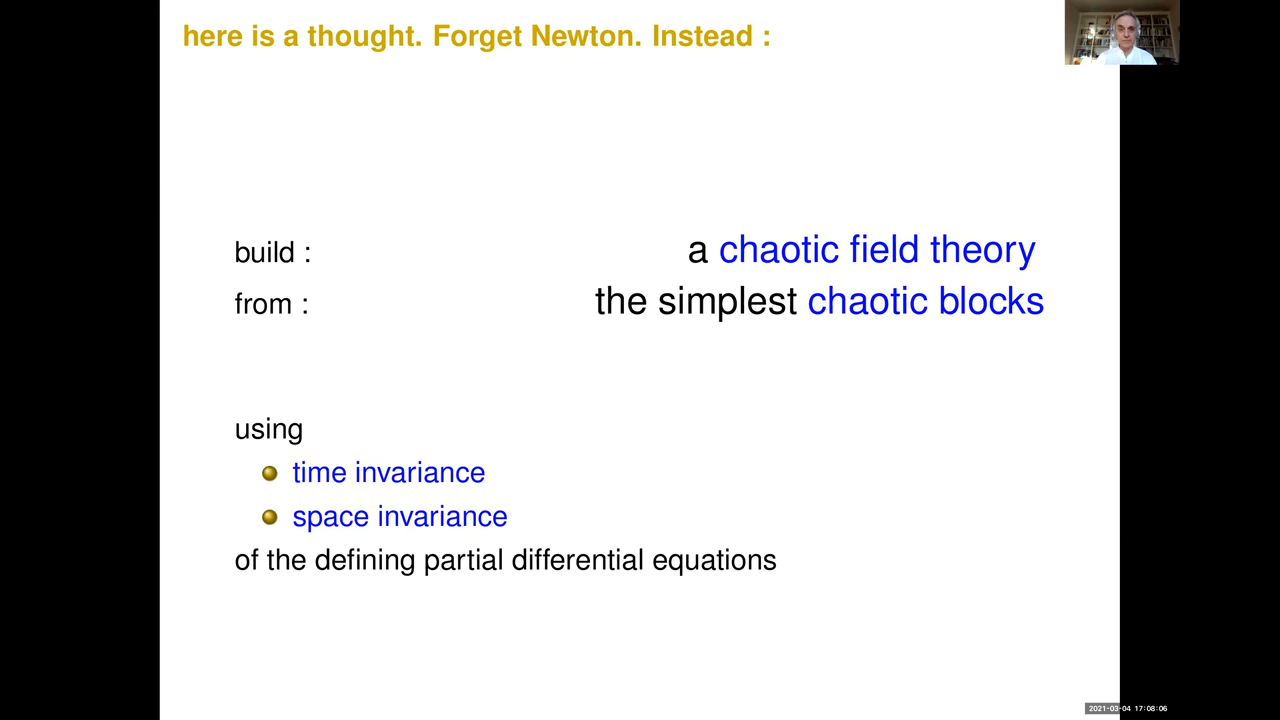 here is a thought. Forget Newton. Instead :
build : a chaotic field theory
from : the simplest chaotic blocks
using
time invariance
space invariance
of the defining partial differential equations
2021-03-04 17:08:06